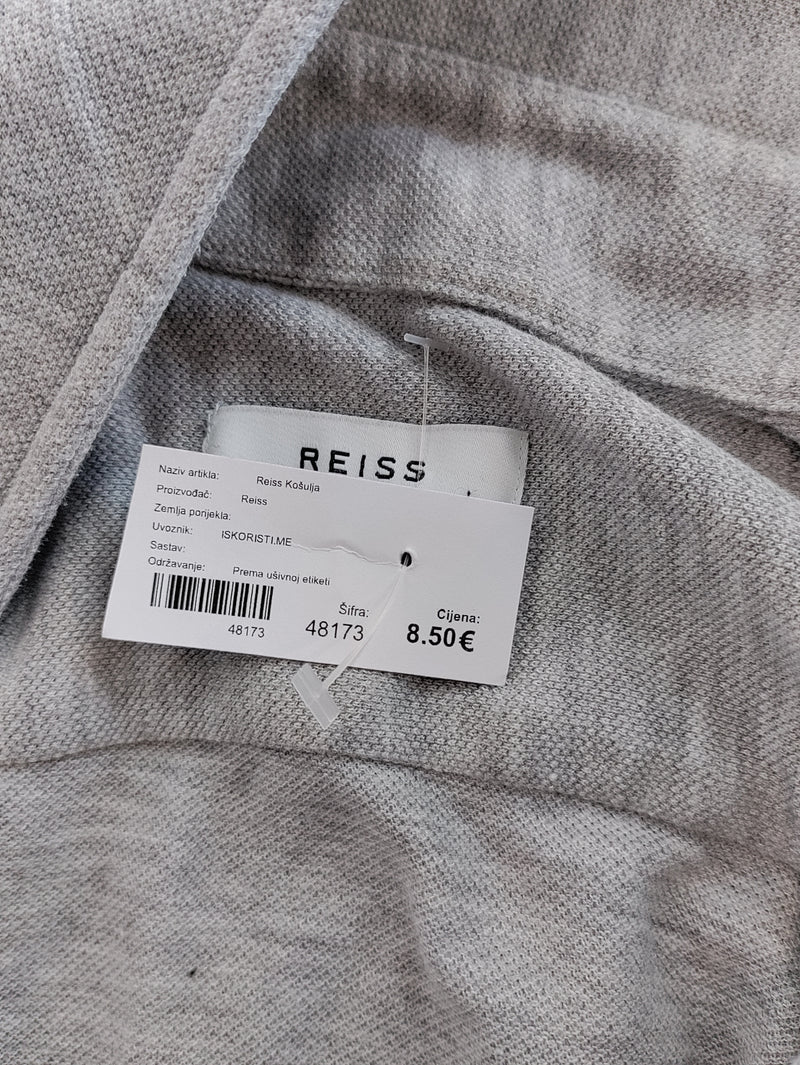 REISS
Naziv artikla: Reiss Košulja
Proizvođač: Reiss
Zemlja porijekla:
Uvoznik: ISKORISTI.ME
Sastav:
Održavanje: Prema ušivnoj etiketi
48173
Šifra:
48173
Cijena:
8.50€